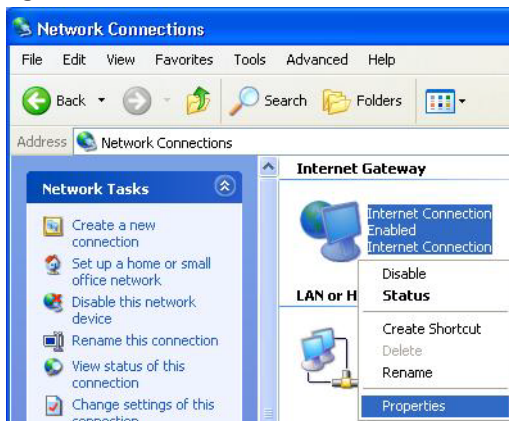 Network Connections
File Edit View Favorites Tools Advanced Help
Back Search Folders
Address Network Connections
Network Tasks
Create a new
connection
Set up a home or small
office network
Disable this network
device
Rename this connection
View status of this
connection
Change settings of this
connection
Internet Gateway
Internet Connection
Enabled
Internet Connection
LAN or H
Disable
Status
Create Shortcut
Delete
Rename
Properties